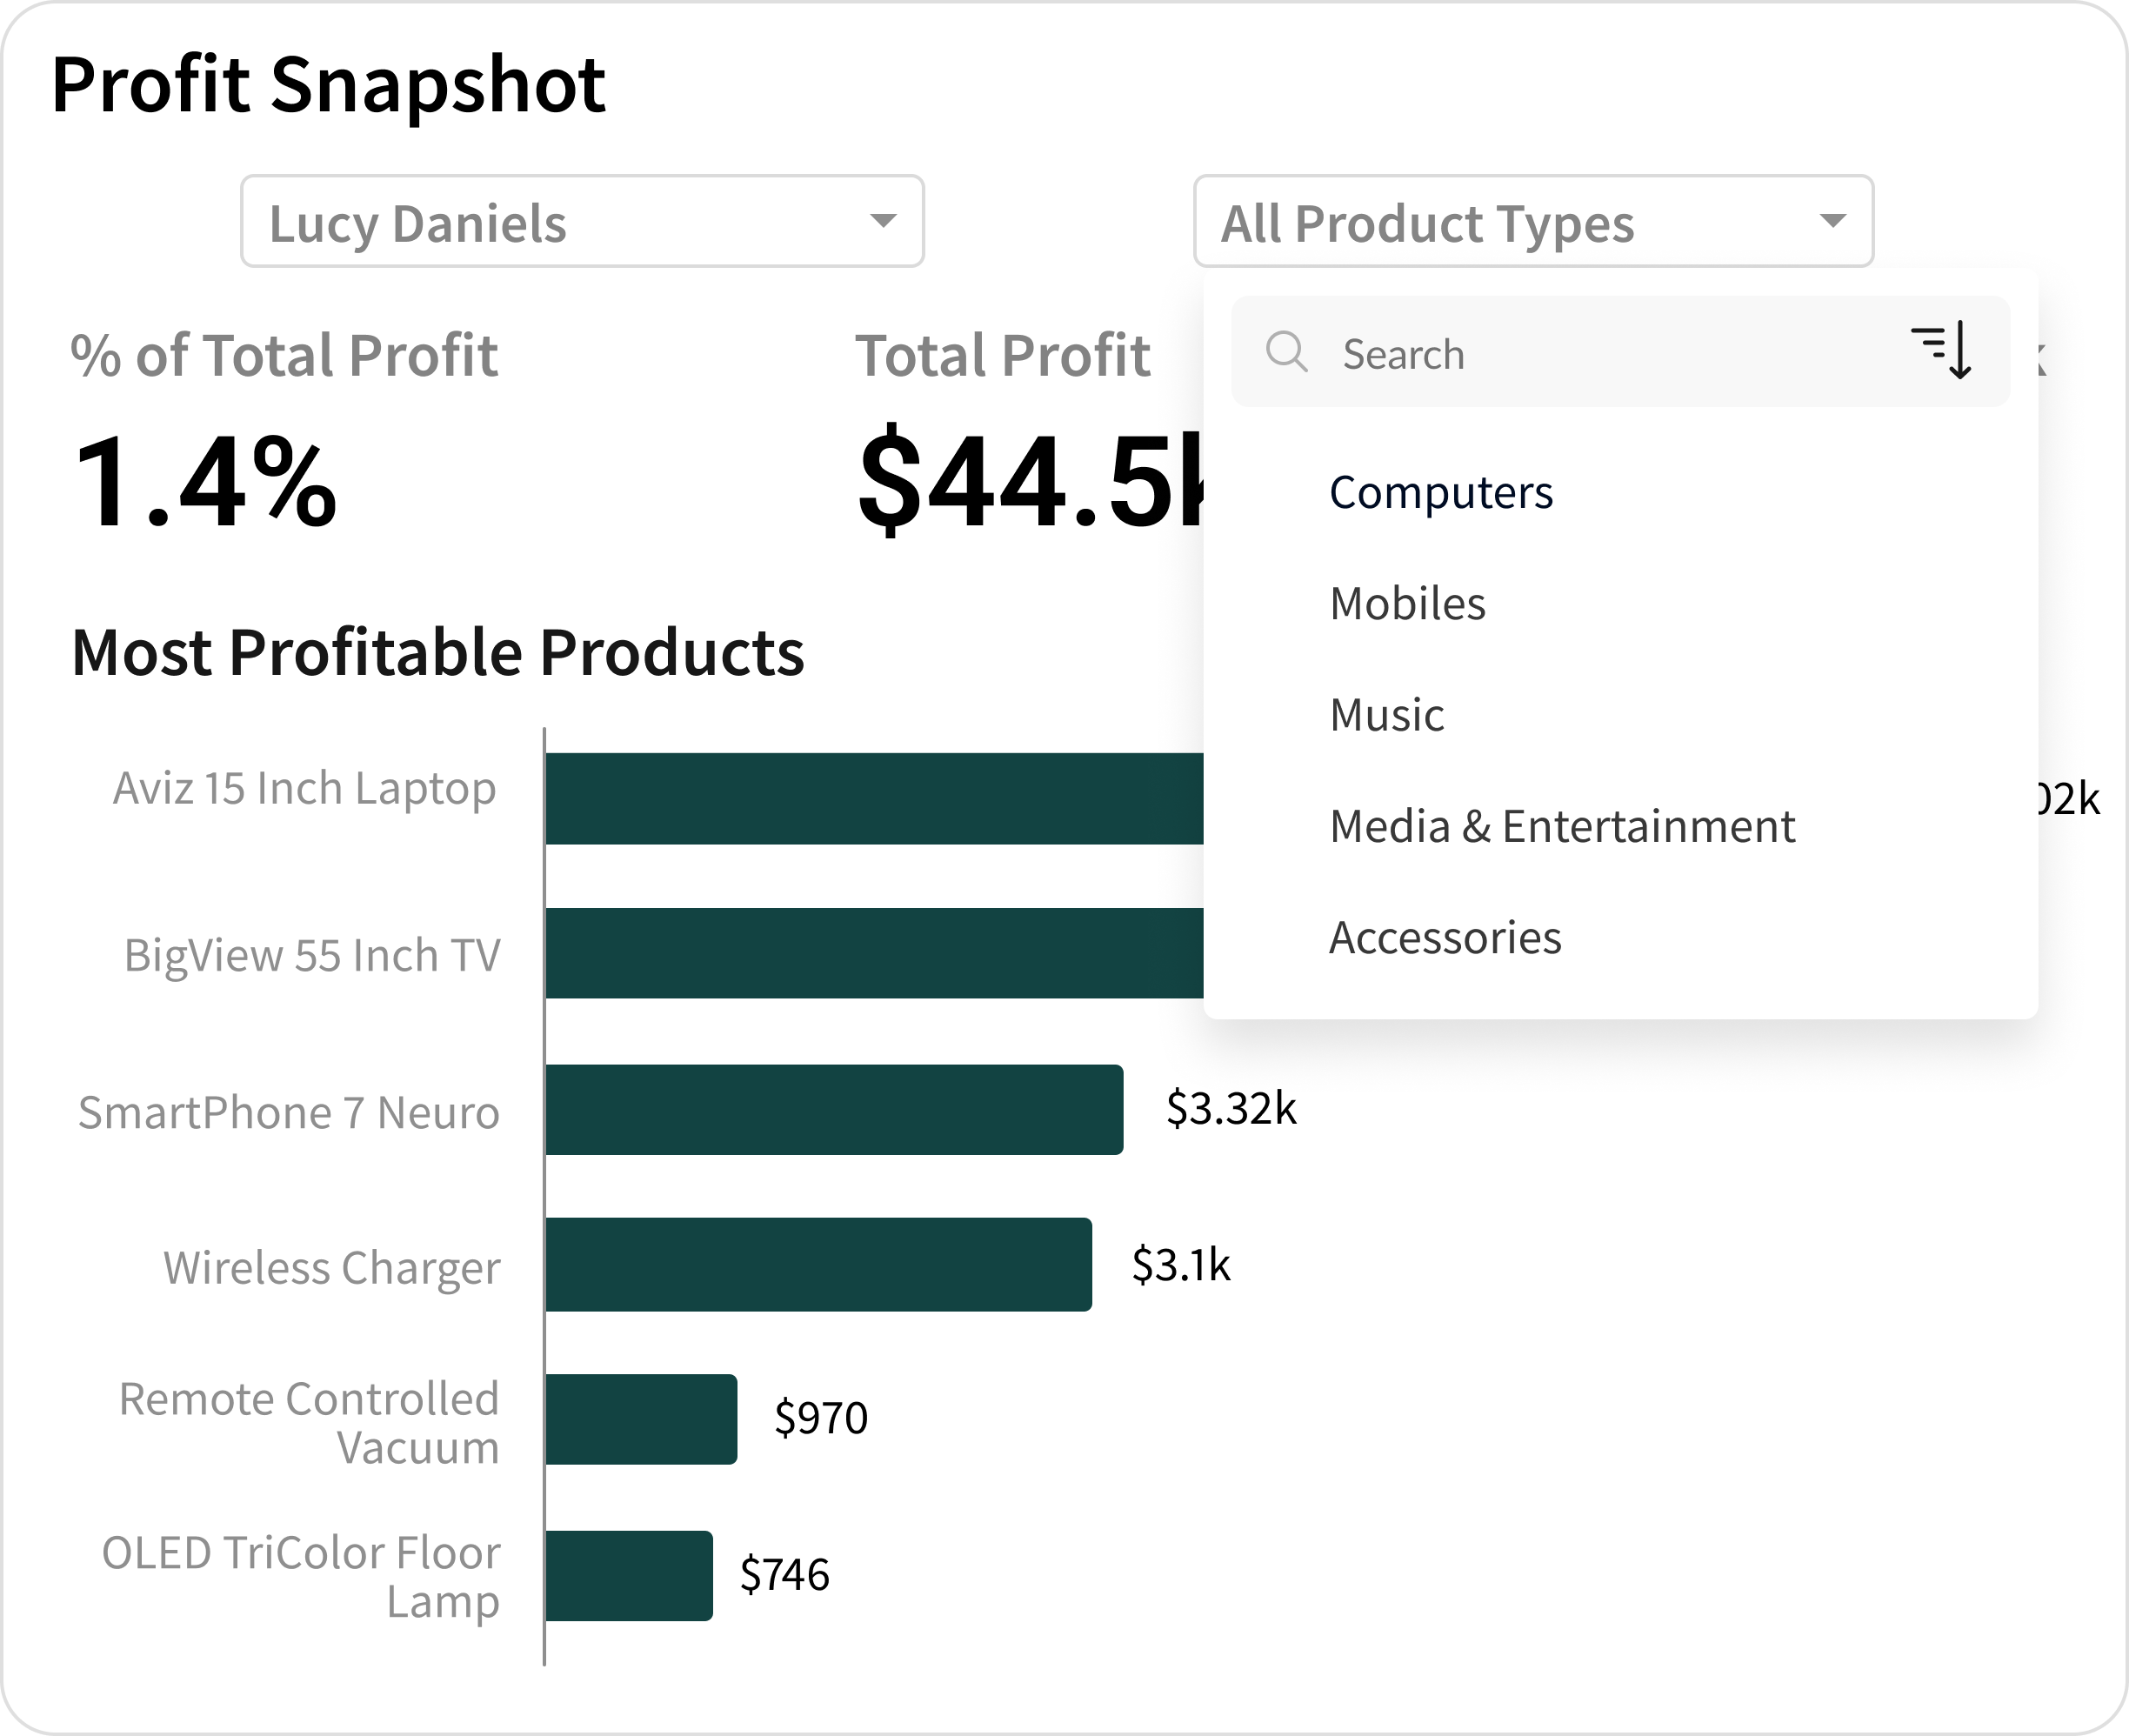 Profit Snapshot
Lucy Daniels
All Product Types
% of Total Profit
Total Profit
Search
1.4%
$44.5k
Computers
Mobiles
Music
Media & Entertainment
Accessories
Most Profitable Products
Aviz 15 Inch Laptop
02k
BigView 55 Inch TV
SmartPhone 7 Neuro
$3.32k
Wireless Charger
$3.1k
Remote Controlled
Vacuum
$970
OLED TriColor Floor
Lamp
$746